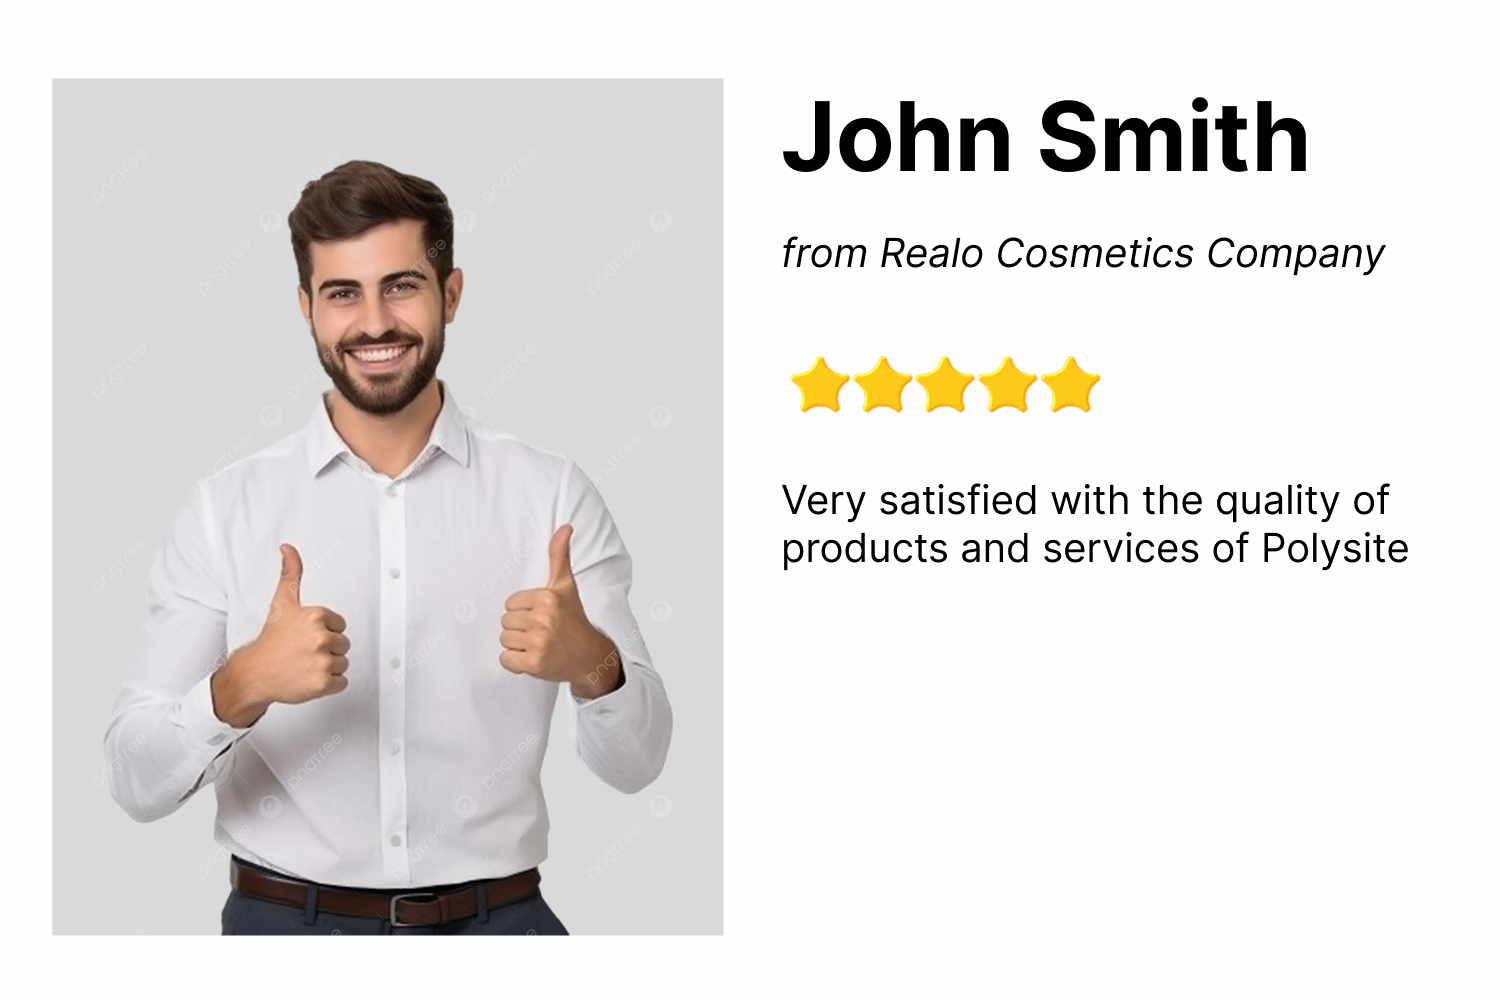 John Smith
from Realo Cosmetics Company
Very satisfied with the quality of
products and services of Polysite